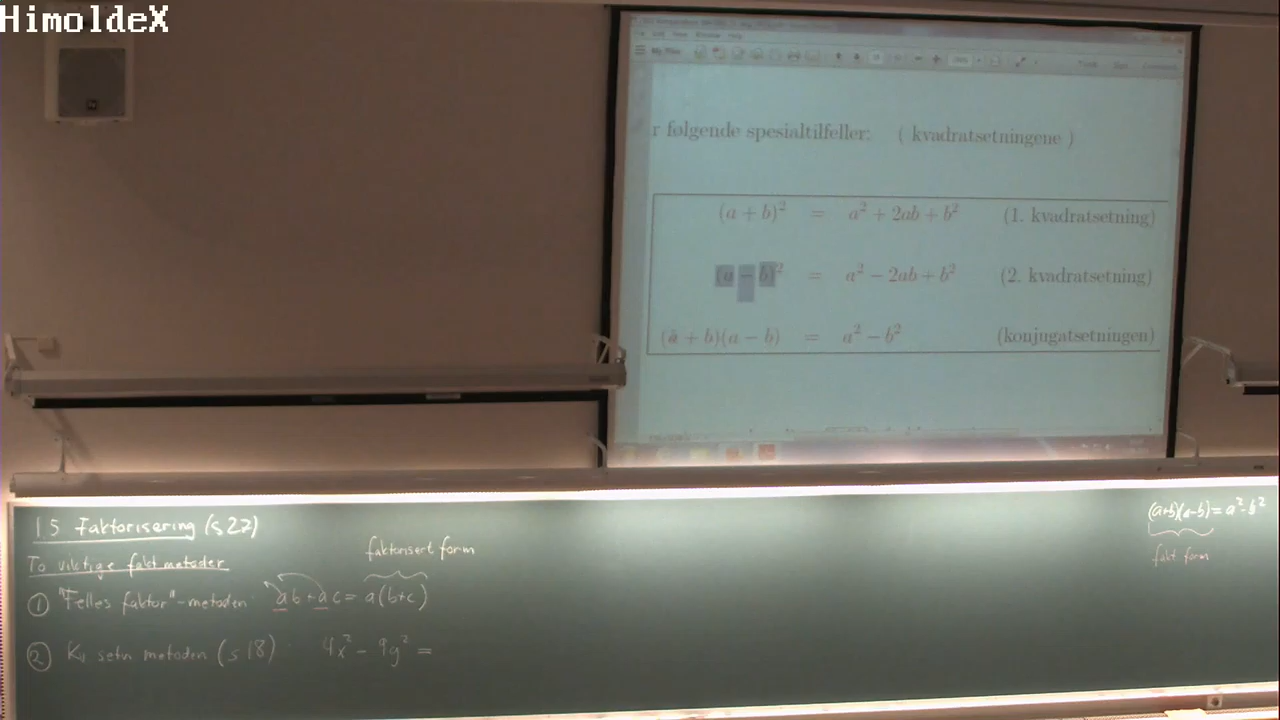 HimoldeX
r følgende spesialtilfeller: ( kvadratsetningene )
(a + b)² = a² + 2ab + b² (1. kvadratsetning)
(a − b)² = a² − 2ab + b² (2. kvadratsetning)
(a + b)(a − b) = a² − b² (konjugatsetningen)
1.5 Faktorisering (s 27)
To viktige fakt metoder
faktorisert form
① "Felles faktor"-metoden: ab + ac = a(b+c)
② Kv setn metoden (s 18) : 4x² − 9y² =
(a+b)(a−b) = a² − b²
fakt form